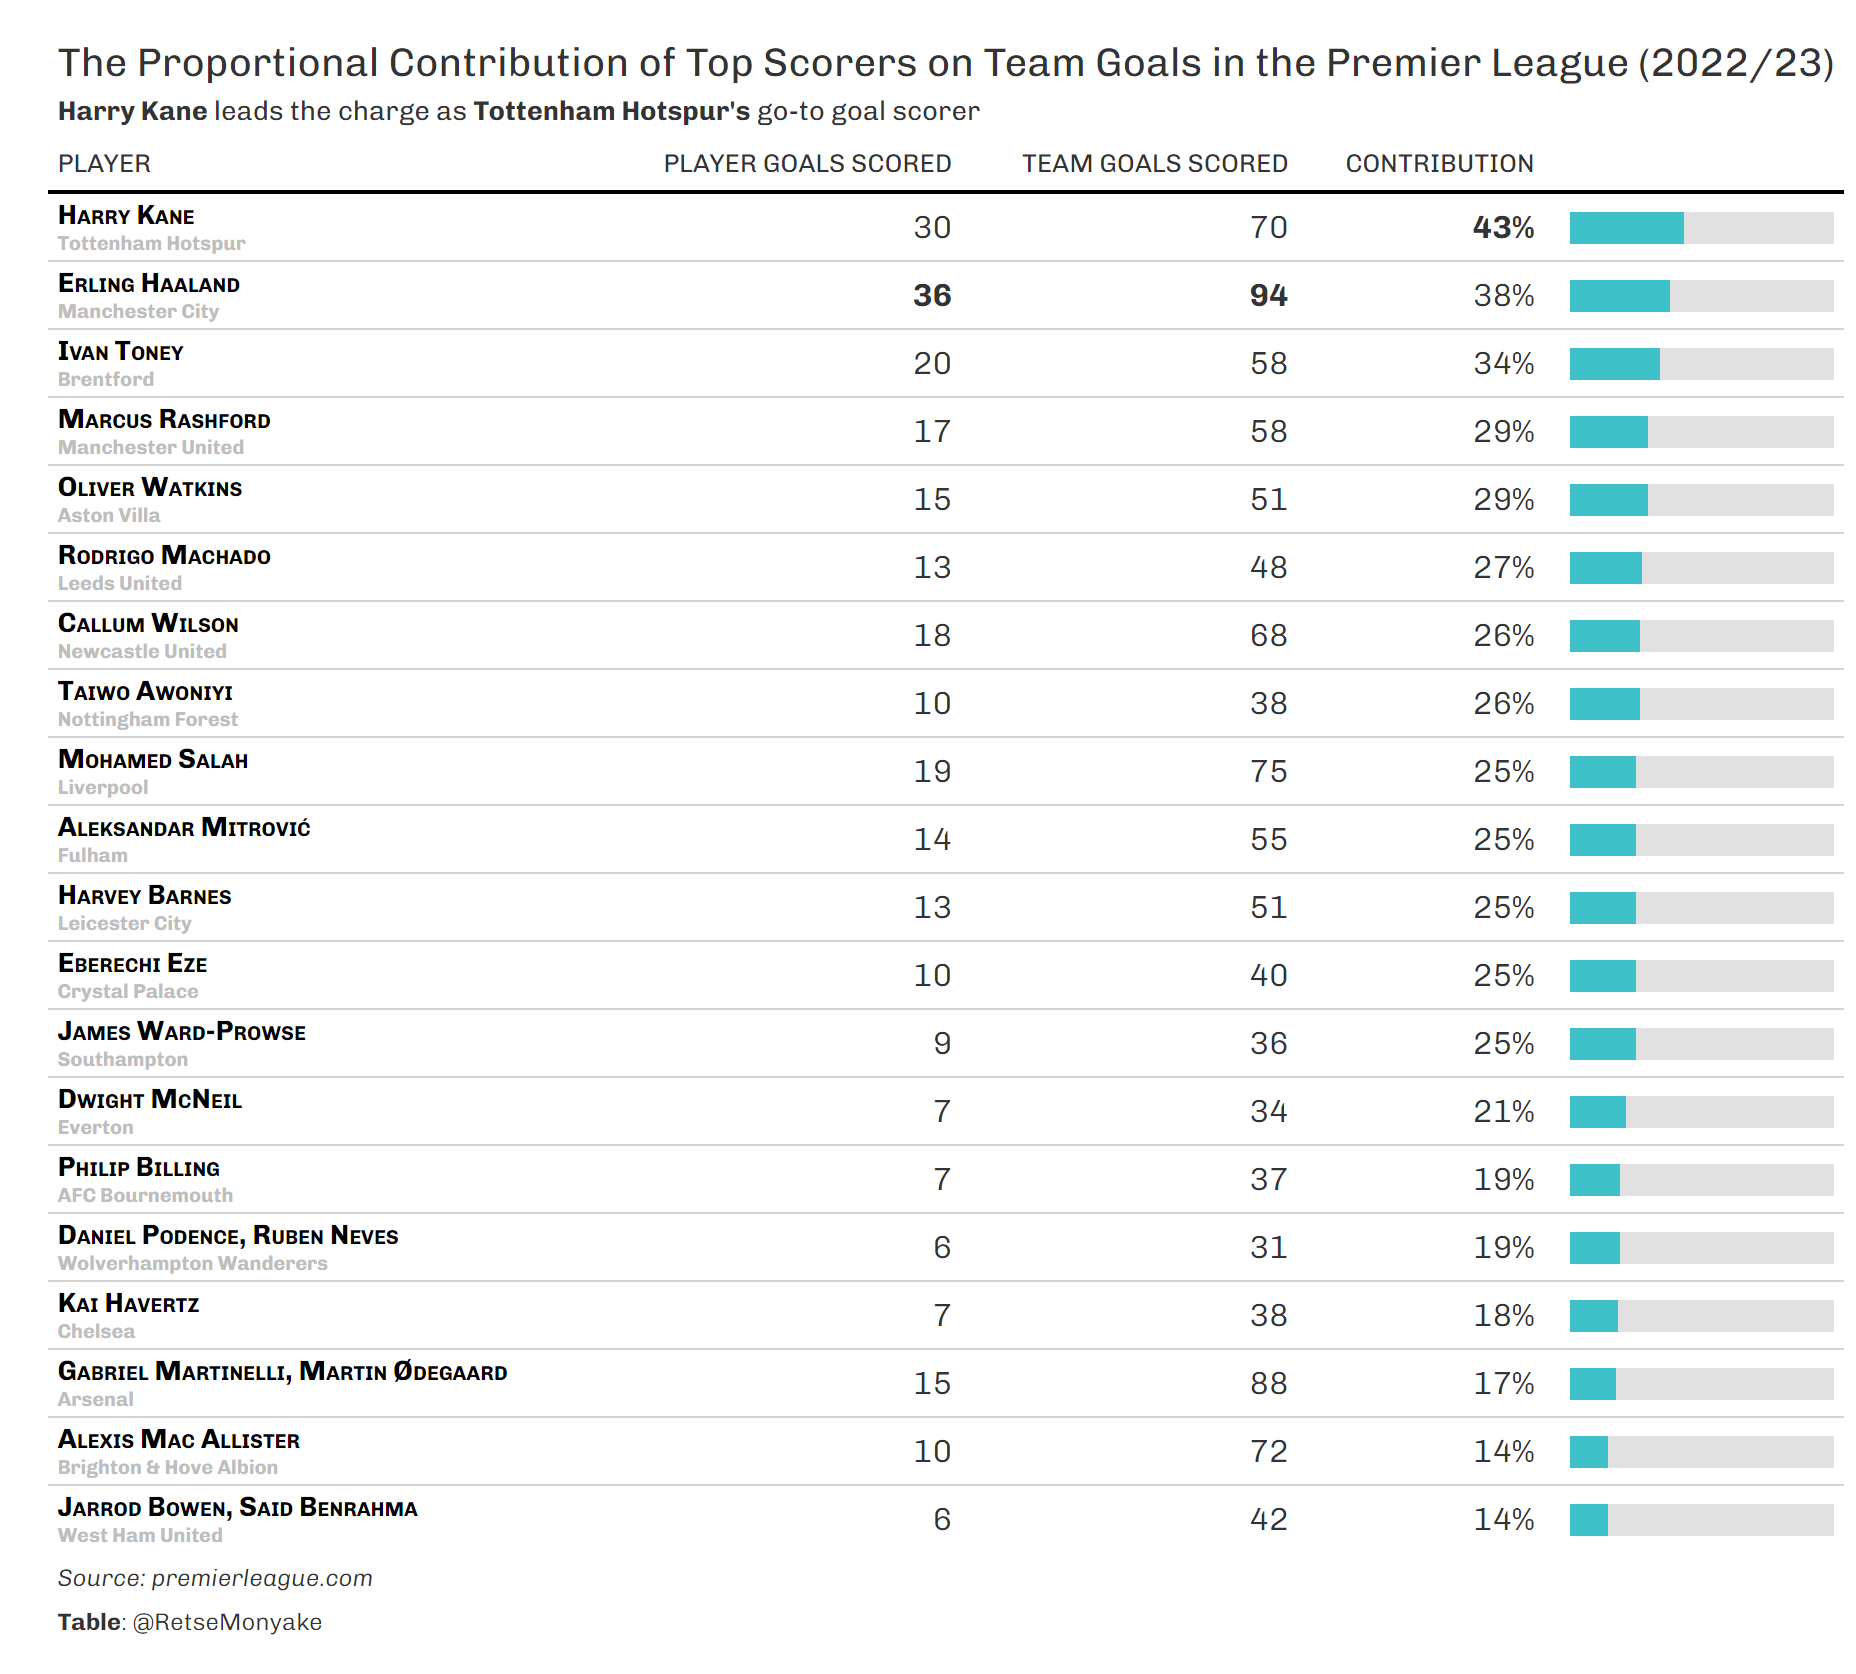 The Proportional Contribution of Top Scorers on Team Goals in the Premier League (2022/23)
Harry Kane leads the charge as Tottenham Hotspur's go-to goal scorer
PLAYER PLAYER GOALS SCORED TEAM GOALS SCORED CONTRIBUTION
Harry Kane 30 70 43%
Tottenham Hotspur
Erling Haaland 36 94 38%
Manchester City
Ivan Toney 20 58 34%
Brentford
Marcus Rashford 17 58 29%
Manchester United
Oliver Watkins 15 51 29%
Aston Villa
Rodrigo Machado 13 48 27%
Leeds United
Callum Wilson 18 68 26%
Newcastle United
Taiwo Awoniyi 10 38 26%
Nottingham Forest
Mohamed Salah 19 75 25%
Liverpool
Aleksandar Mitrović 14 55 25%
Fulham
Harvey Barnes 13 51 25%
Leicester City
Eberechi Eze 10 40 25%
Crystal Palace
James Ward-Prowse 9 36 25%
Southampton
Dwight McNeil 7 34 21%
Everton
Philip Billing 7 37 19%
AFC Bournemouth
Daniel Podence, Ruben Neves 6 31 19%
Wolverhampton Wanderers
Kai Havertz 7 38 18%
Chelsea
Gabriel Martinelli, Martin Ødegaard 15 88 17%
Arsenal
Alexis Mac Allister 10 72 14%
Brighton & Hove Albion
Jarrod Bowen, Said Benrahma 6 42 14%
West Ham United
Source: premierleague.com
Table: @RetseMonyake